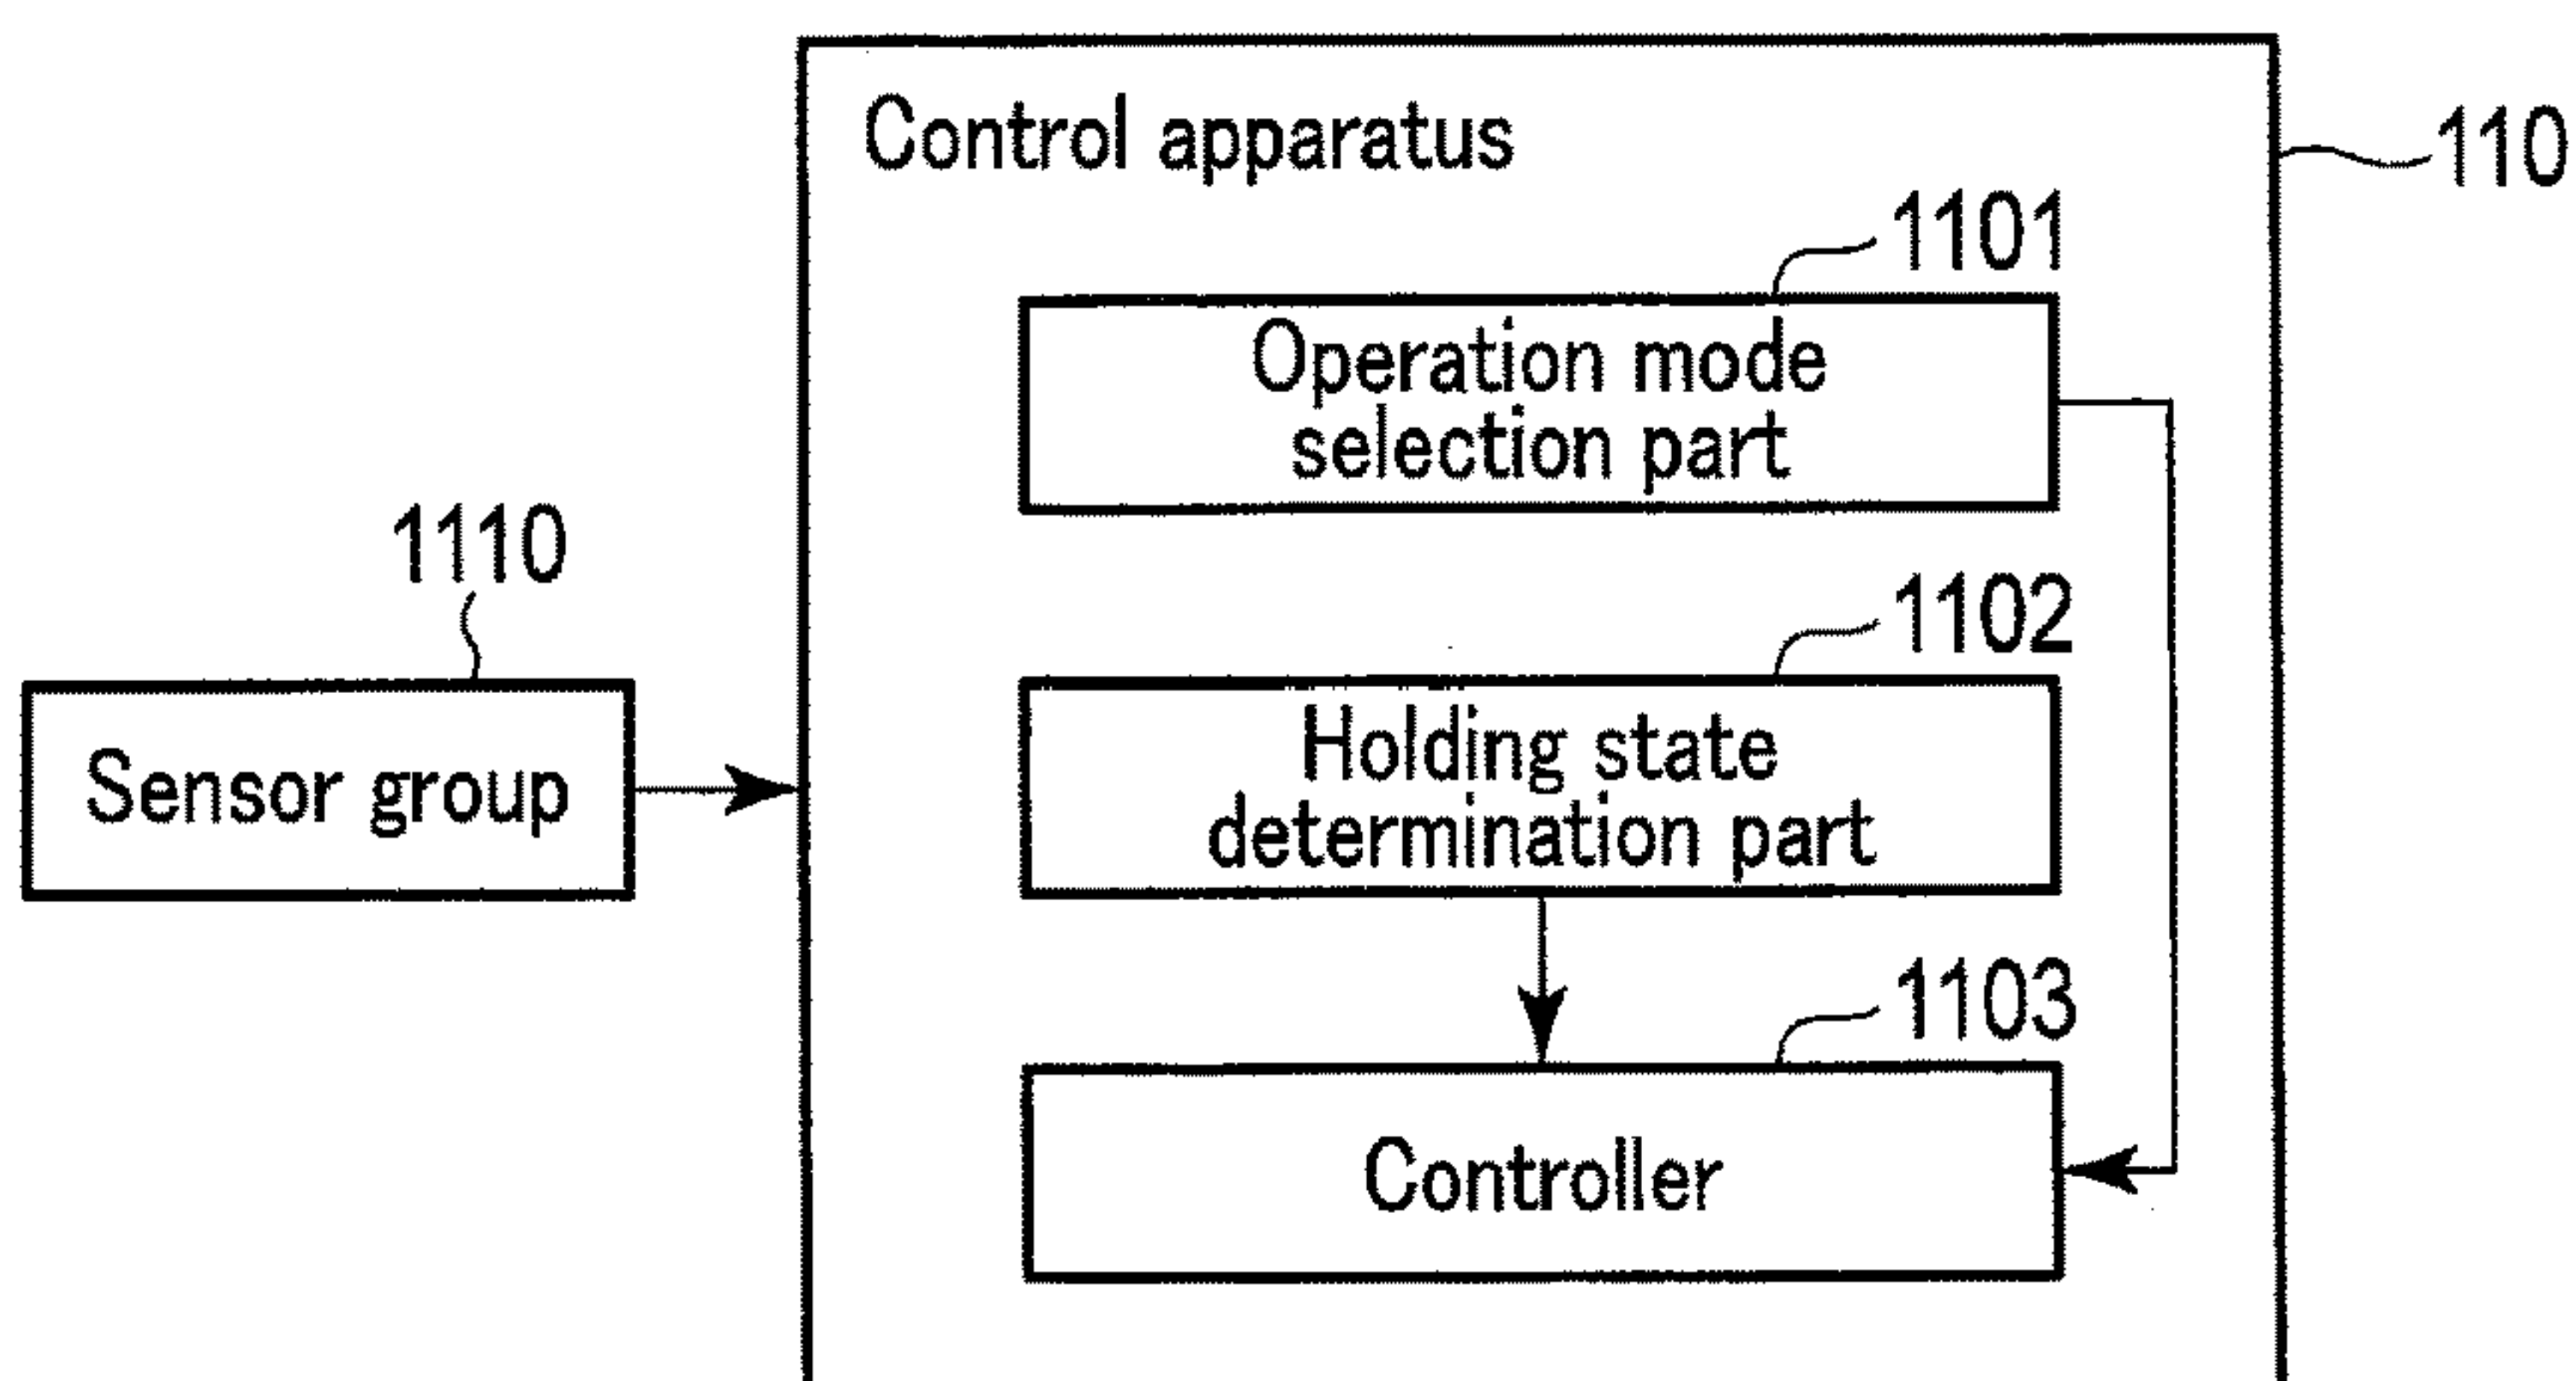 Control apparatus
110
1101
Operation mode
selection part
1110
Sensor group
1102
Holding state
determination part
1103
Controller